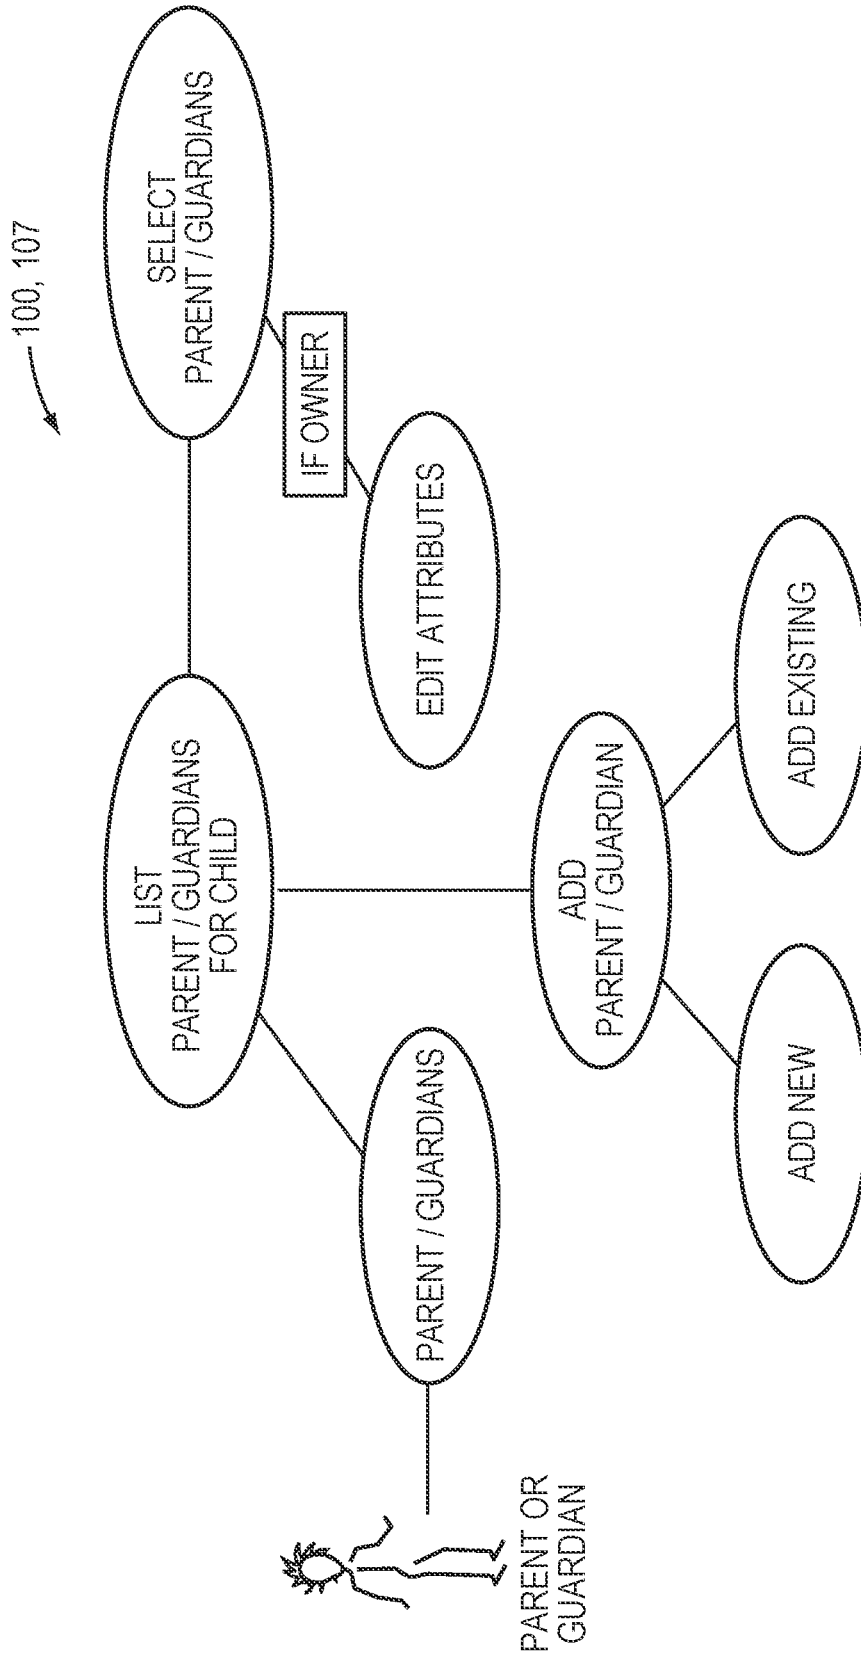 100, 107
LIST
PARENT / GUARDIANS
FOR CHILD
SELECT
PARENT / GUARDIANS
IF OWNER
PARENT / GUARDIANS
EDIT ATTRIBUTES
PARENT OR
GUARDIAN
ADD
PARENT / GUARDIAN
ADD NEW
ADD EXISTING